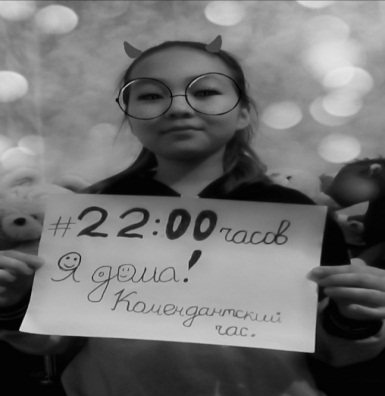 #22:00 часов
Я дома!
Комендантский
час.